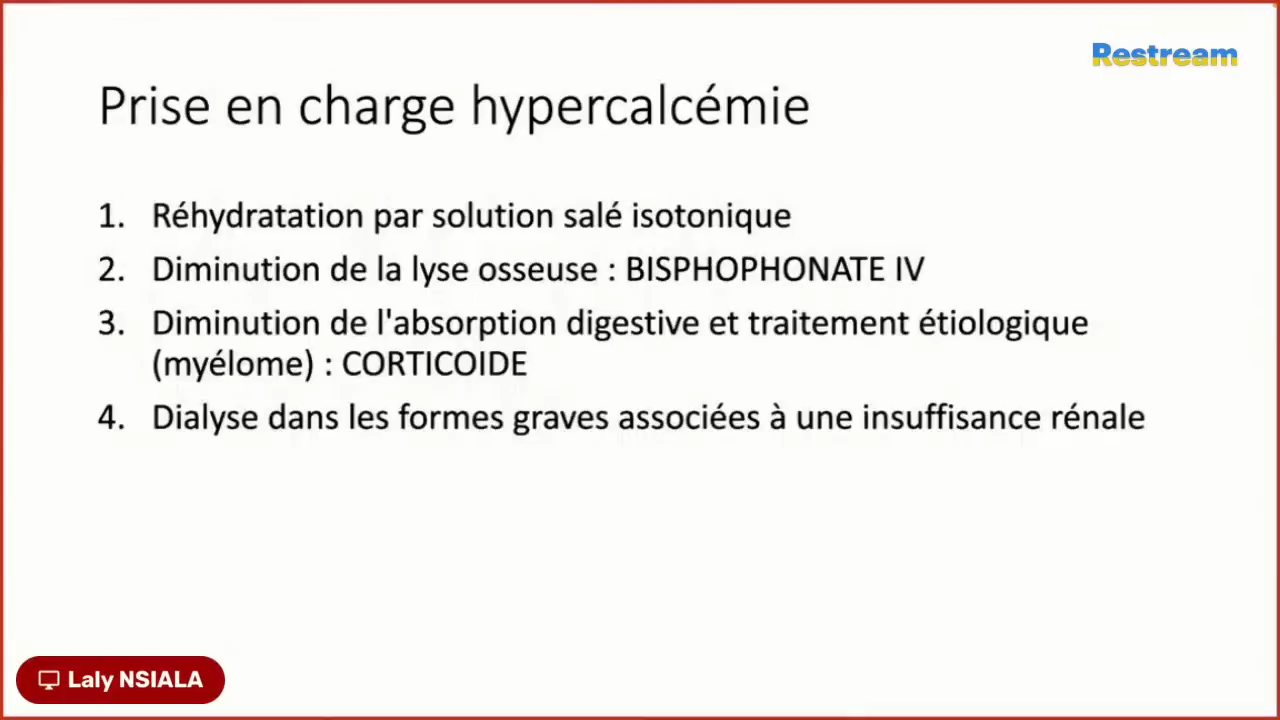 Restream
Prise en charge hypercalcémie
1. Réhydratation par solution salé isotonique
2. Diminution de la lyse osseuse : BISPHOPHONATE IV
3. Diminution de l'absorption digestive et traitement étiologique
(myélome) : CORTICOIDE
4. Dialyse dans les formes graves associées à une insuffisance rénale
Laly NSIALA